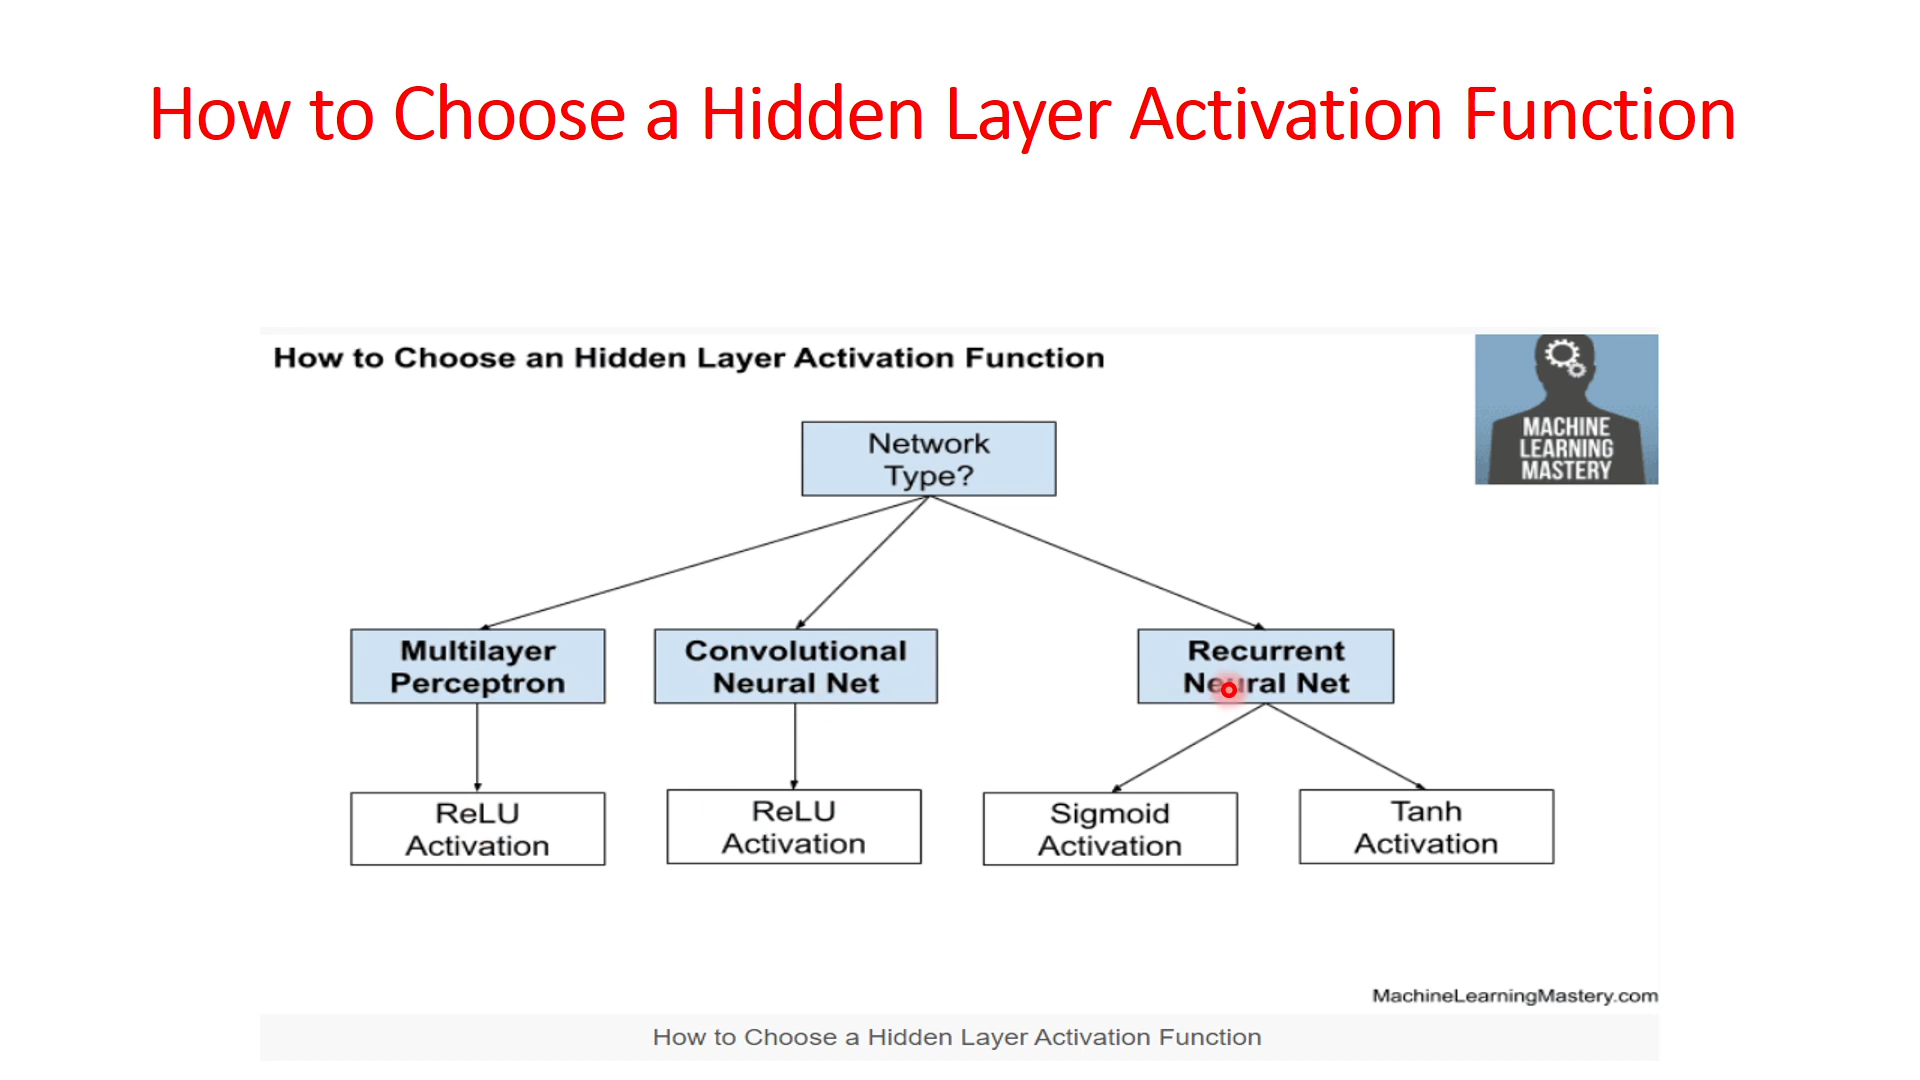 How to Choose a Hidden Layer Activation Function
How to Choose an Hidden Layer Activation Function
MACHINE
LEARNING
MASTERY
Network
Type?
Multilayer
Perceptron
Convolutional
Neural Net
Recurrent
Neural Net
ReLU
Activation
ReLU
Activation
Sigmoid
Activation
Tanh
Activation
MachineLearningMastery.com
How to Choose a Hidden Layer Activation Function